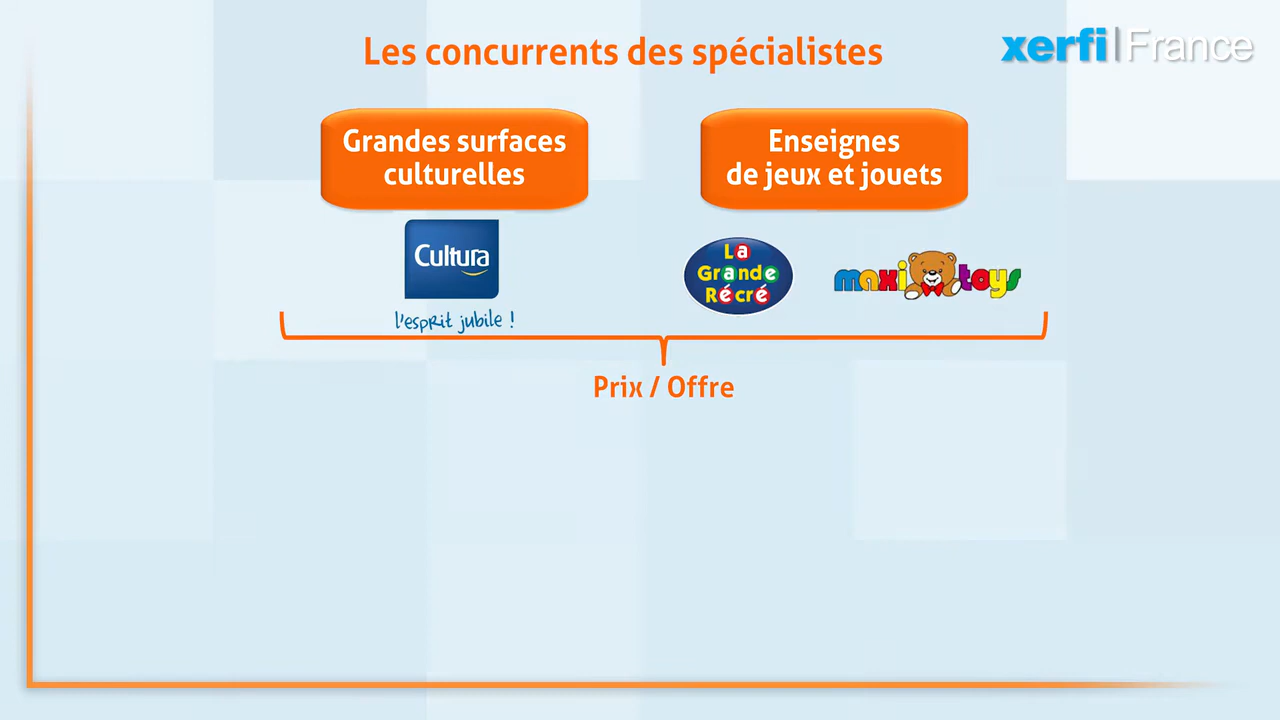 Les concurrents des spécialistes
xerfi|France
Grandes surfaces
culturelles
Enseignes
de jeux et jouets
Cultura
l'esprit jubile !
La
Grande
Récré
maxi toys
Prix / Offre